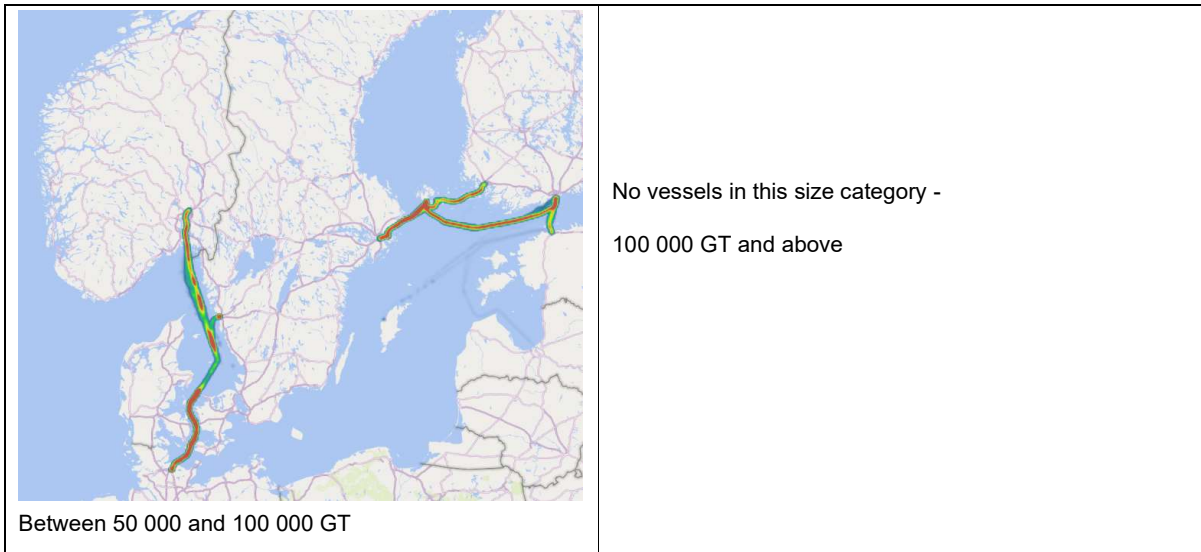 No vessels in this size category -
100 000 GT and above
Between 50 000 and 100 000 GT